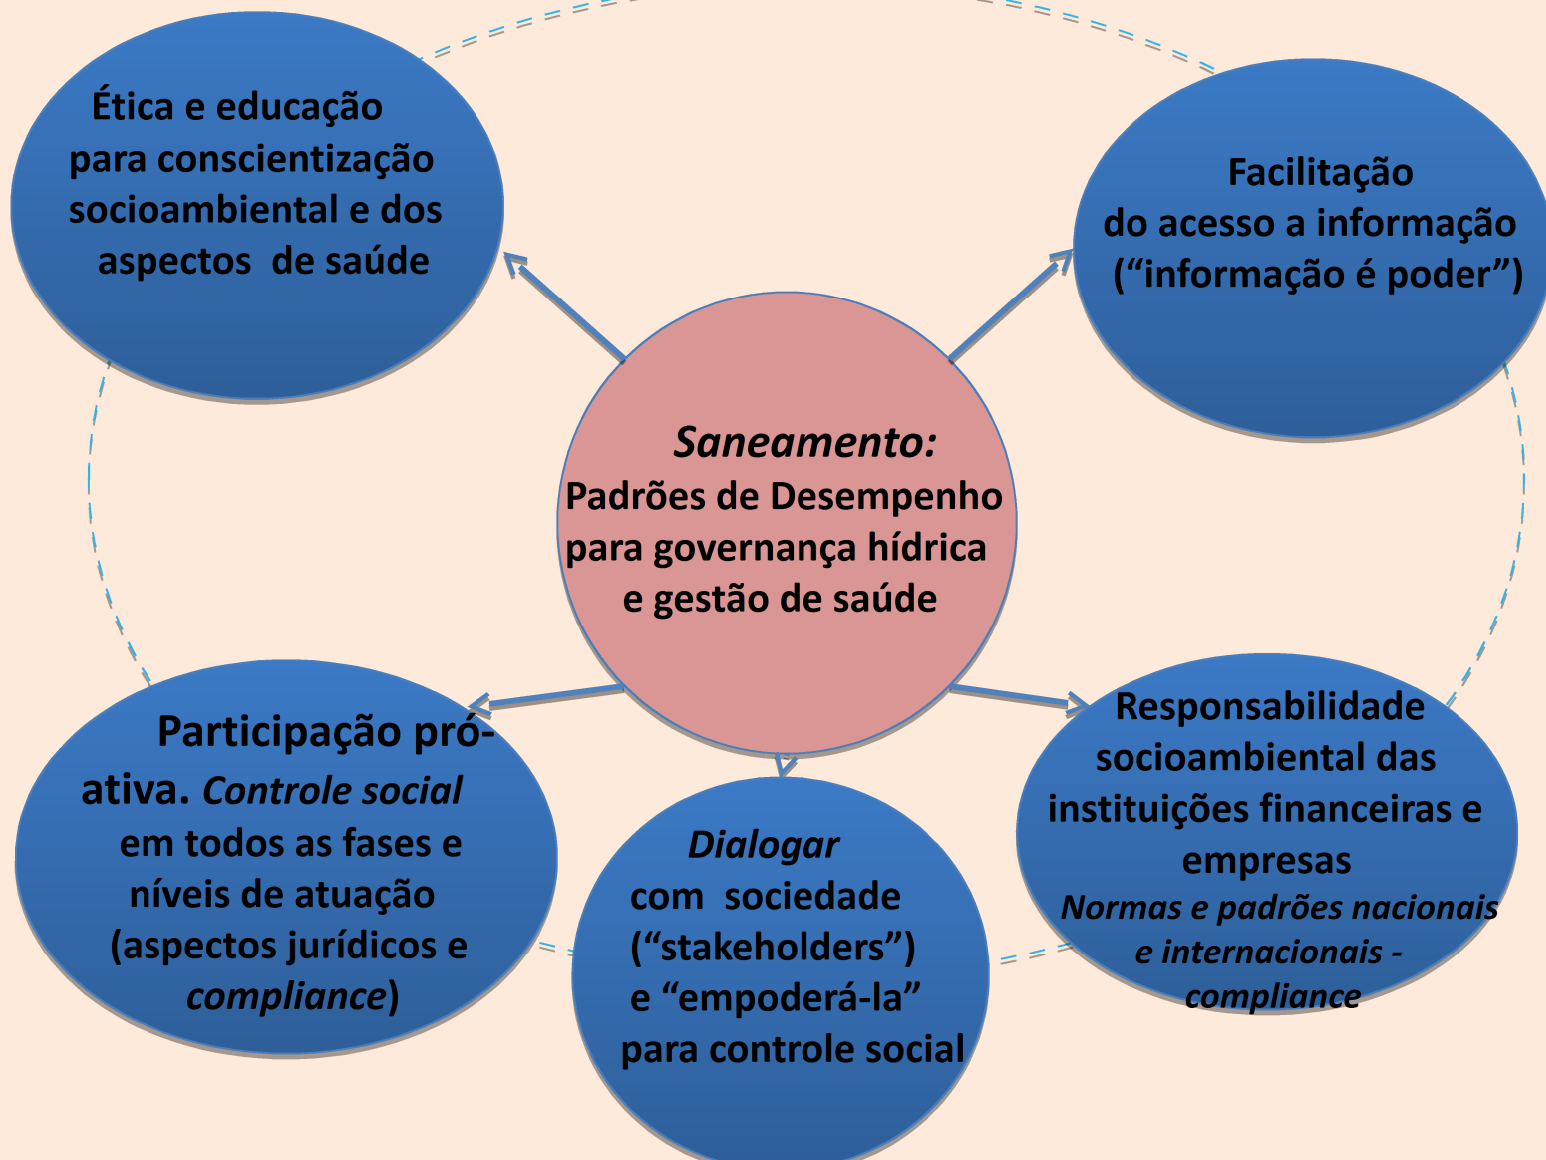 Ética e educação
para conscientização
socioambiental e dos
aspectos de saúde
Facilitação
do acesso a informação
(“informação é poder”)
Saneamento:
Padrões de Desempenho
para governança hídrica
e gestão de saúde
Participação pró-
ativa. Controle social
em todos as fases e
níveis de atuação
(aspectos jurídicos e
compliance)
Dialogar
com sociedade
(“stakeholders”)
e “empoderá-la”
para controle social
Responsabilidade
socioambiental das
instituições financeiras e
empresas
Normas e padrões nacionais
e internacionais -
compliance